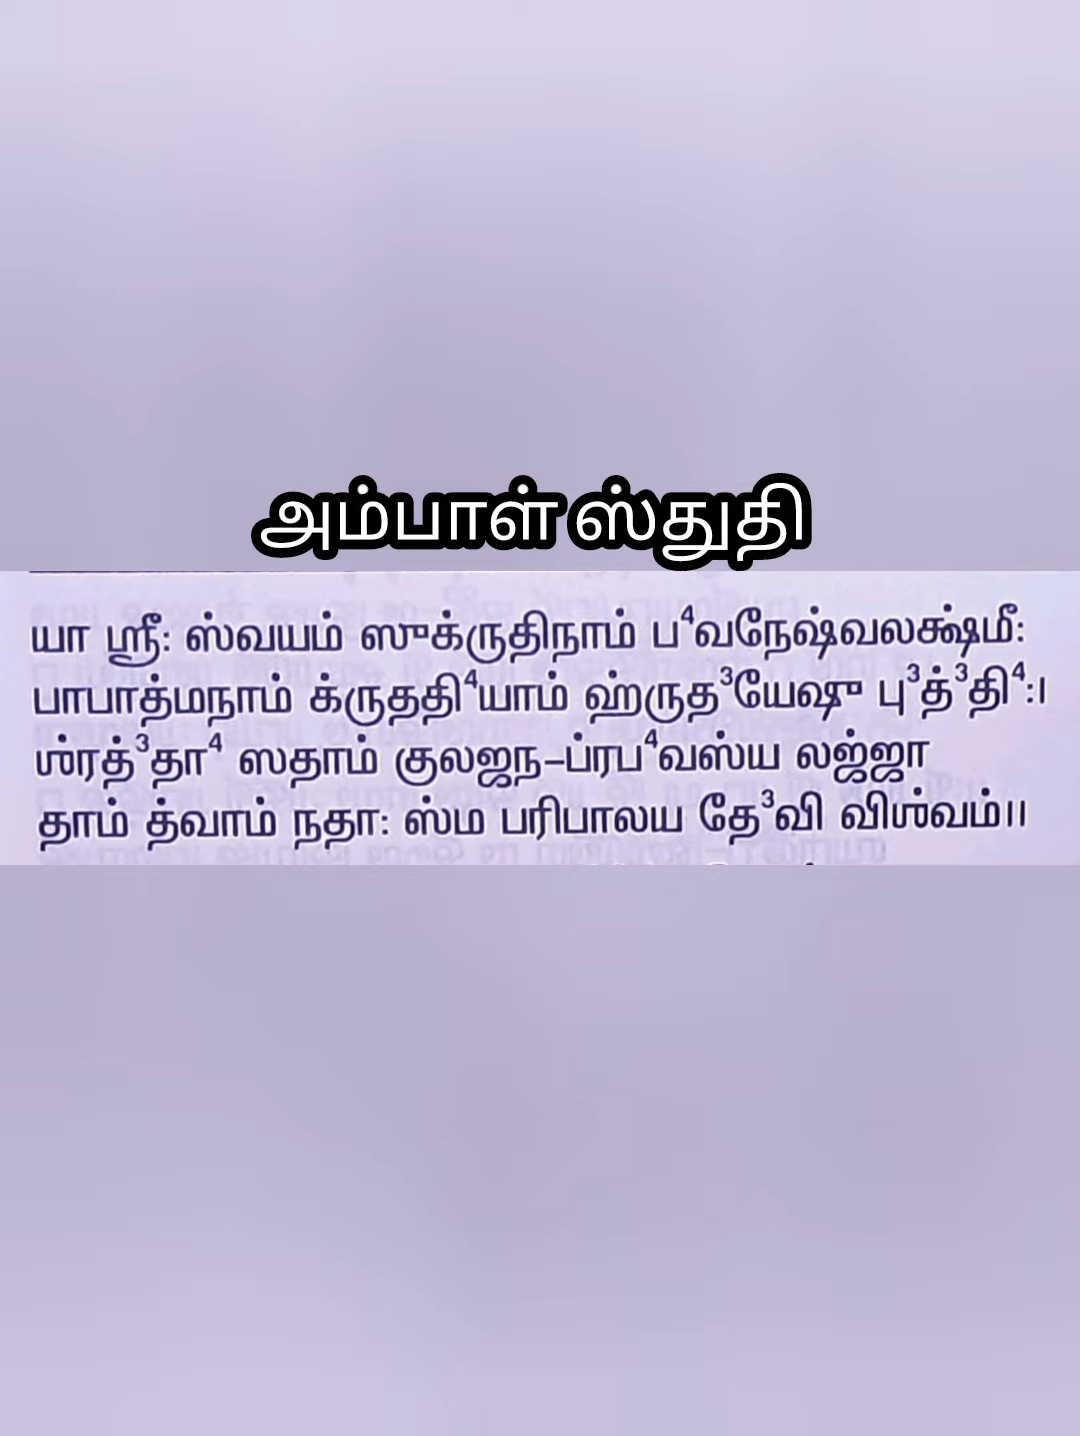 அம்பாள் ஸ்துதி
யா ஸ்ரீ: ஸ்வயம் ஸுக்ருதிநாம் ப⁴வநேஷ்வலக்ஷ்மீ:
பாபாத்மநாம் க்ருததி⁴யாம் ஹ்ருத³யேஷு பு³த்³தி⁴:।
ஶ்ரத்³தா⁴ ஸதாம் குலஜந-ப்ரப⁴வஸ்ய லஜ்ஜா
தாம் த்வாம் நதா: ஸ்ம பரிபாலய தே³வி விஶ்வம்॥